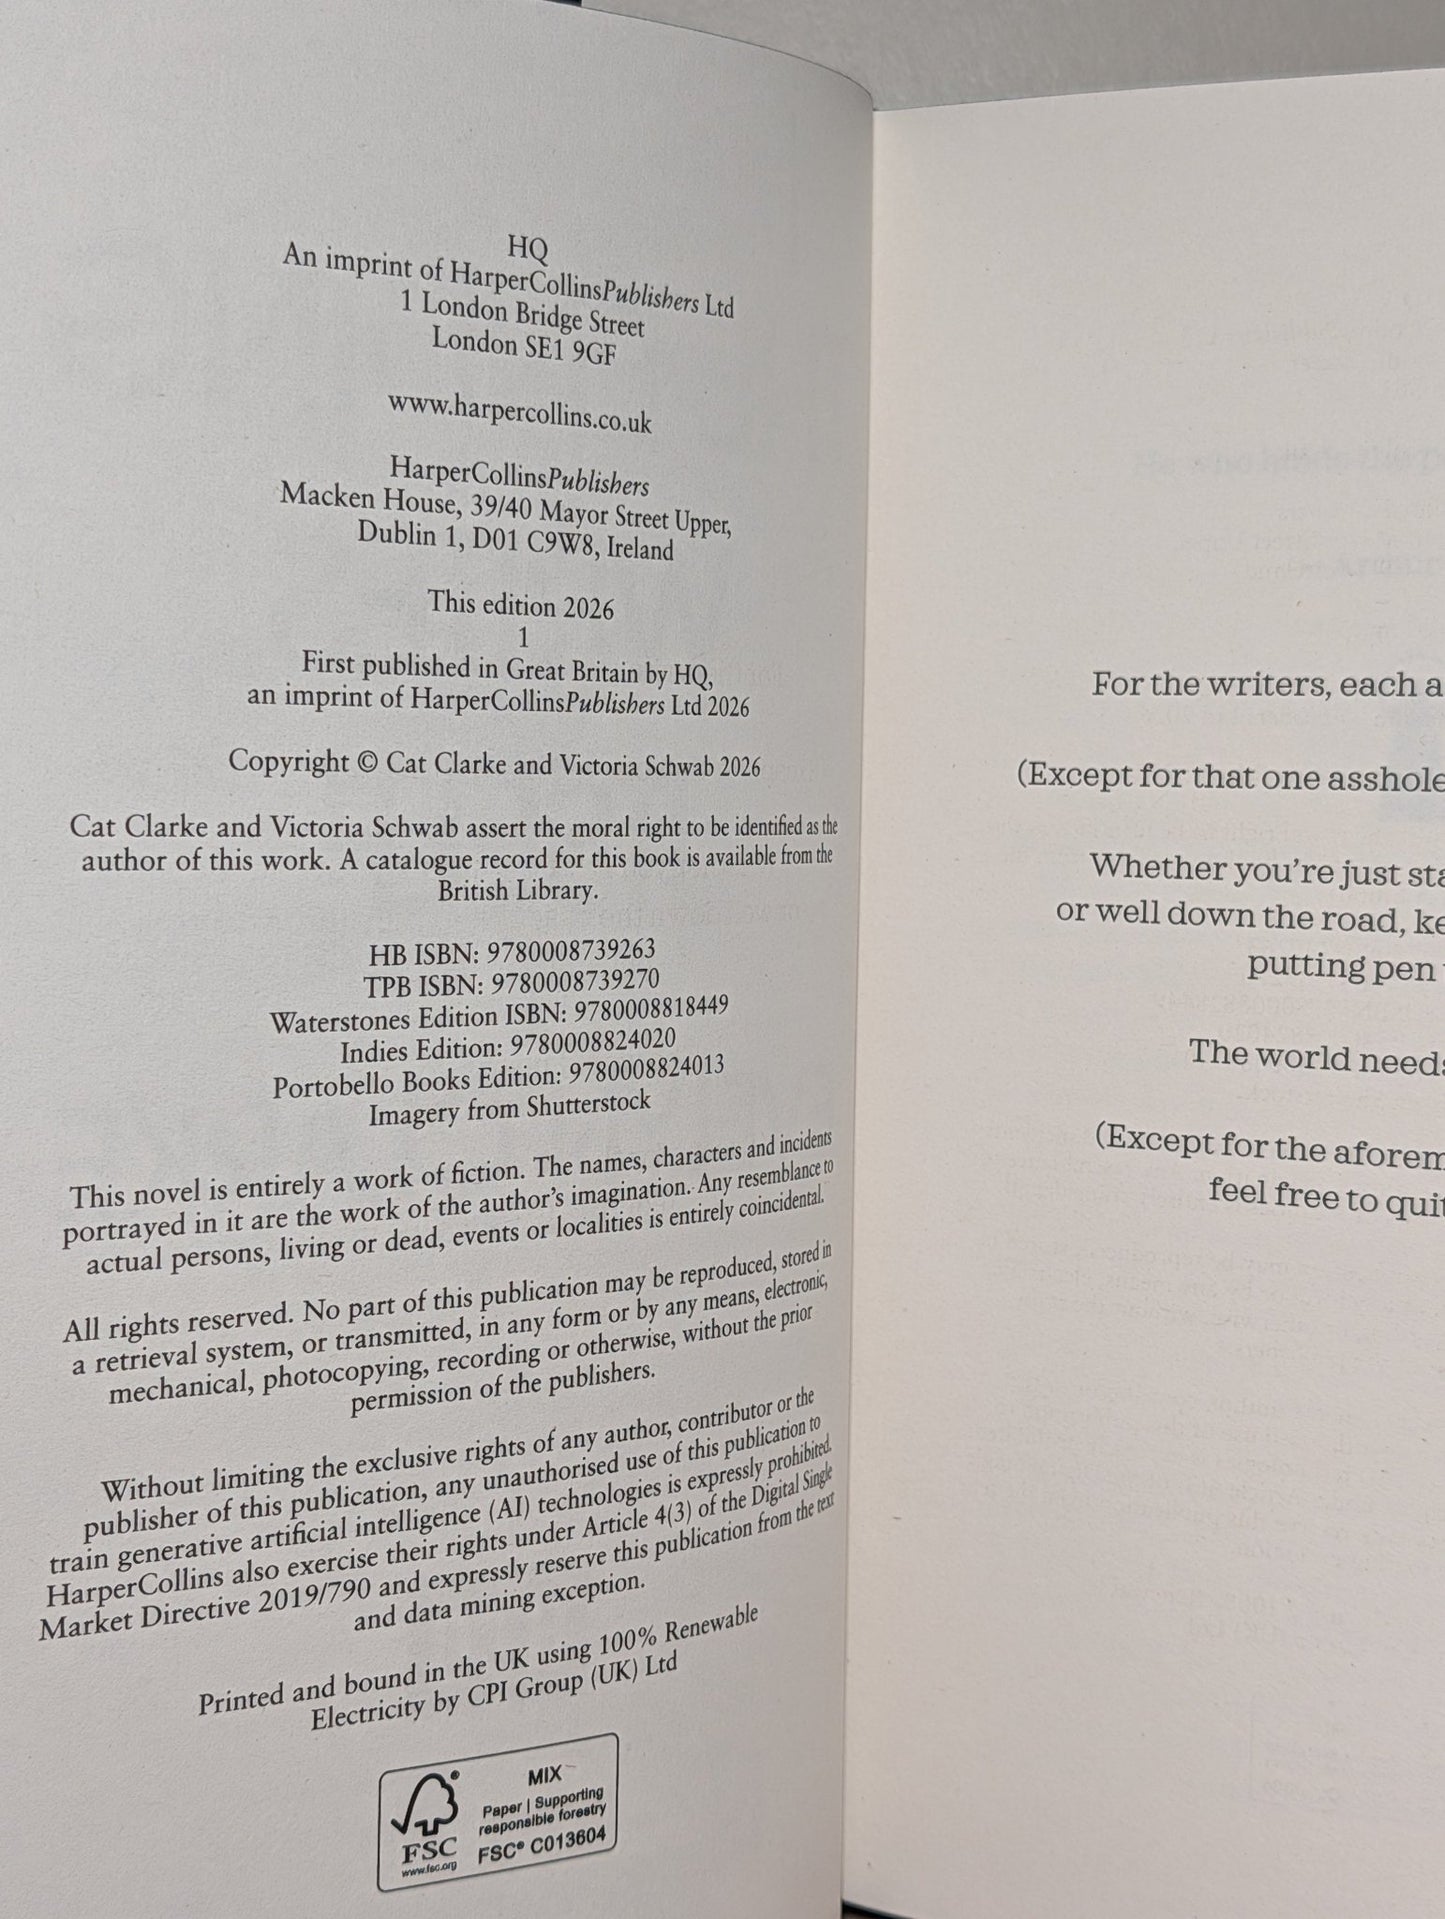 HQ
An imprint of HarperCollinsPublishers Ltd
1 London Bridge Street
London SE1 9GF
www.harpercollins.co.uk
HarperCollinsPublishers
Macken House, 39/40 Mayor Street Upper,
Dublin 1, D01 C9W8, Ireland
This edition 2026
1
First published in Great Britain by HQ,
an imprint of HarperCollinsPublishers Ltd 2026
Copyright © Cat Clarke and Victoria Schwab 2026
Cat Clarke and Victoria Schwab assert the moral right to be identified as the
author of this work. A catalogue record for this book is available from the
British Library.
HB ISBN: 9780008739263
TPB ISBN: 9780008739270
Waterstones Edition ISBN: 9780008818449
Indies Edition: 9780008824020
Portobello Books Edition: 9780008824013
Imagery from Shutterstock
This novel is entirely a work of fiction. The names, characters and incidents
portrayed in it are the work of the author's imagination. Any resemblance to
actual persons, living or dead, events or localities is entirely coincidental.
All rights reserved. No part of this publication may be reproduced, stored in
a retrieval system, or transmitted, in any form or by any means, electronic,
mechanical, photocopying, recording or otherwise, without the prior
permission of the publishers.
Without limiting the exclusive rights of any author, contributor or the
publisher of this publication, any unauthorised use of this publication to
train generative artificial intelligence (AI) technologies is expressly prohibited.
HarperCollins also exercise their rights under Article 4(3) of the Digital Single
Market Directive 2019/790 and expressly reserve this publication from the text
and data mining exception.
Printed and bound in the UK using 100% Renewable
Electricity by CPI Group (UK) Ltd
FSC
www.fsc.org
MIX
Paper | Supporting
responsible forestry
FSC® C013604
For the writers, each a
(Except for that one asshole
Whether you're just sta
or well down the road, ke
putting pen
The world needs
(Except for the aforem
feel free to quit